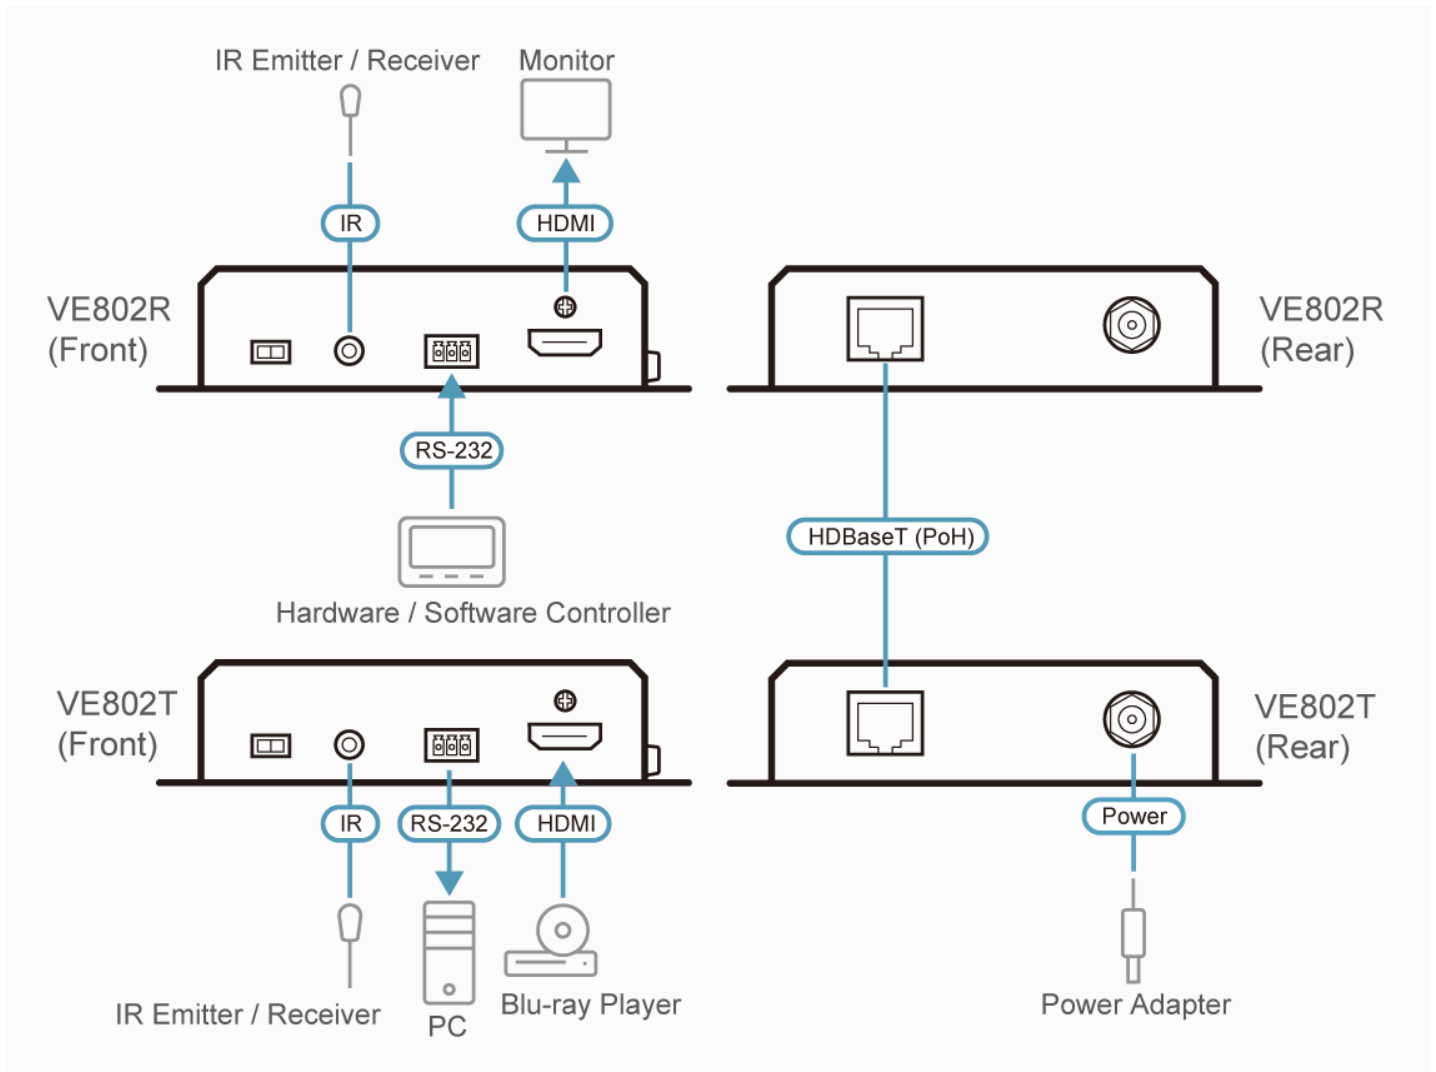 IR Emitter / Receiver
Monitor
IR
HDMI
VE802R
(Front)
VE802R
(Rear)
RS-232
HDBaseT (PoH)
Hardware / Software Controller
VE802T
(Front)
VE802T
(Rear)
IR
RS-232
HDMI
Power
IR Emitter / Receiver
PC
Blu-ray Player
Power Adapter